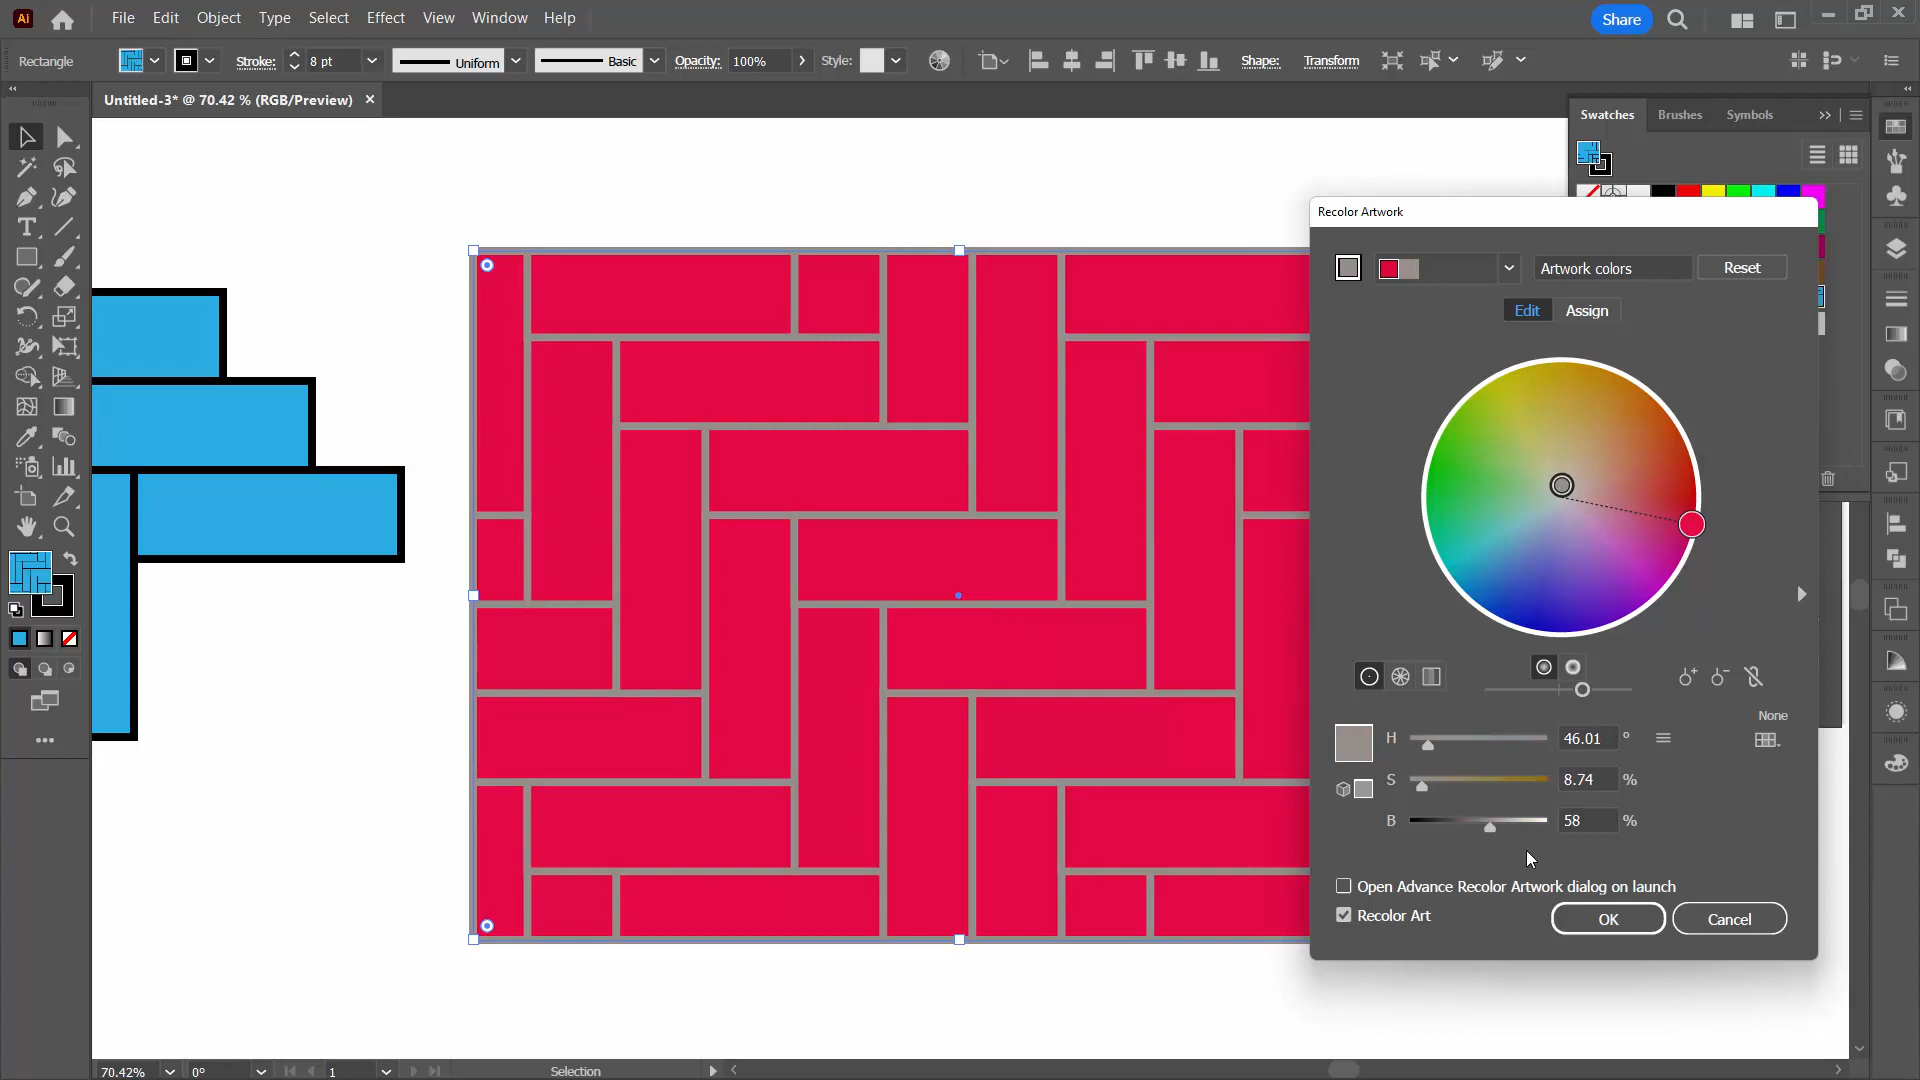 Ai File Edit Object Type Select Effect View Window Help Share
Rectangle Stroke: 8 pt Uniform Basic Opacity: 100% Style: Shape: Transform
Untitled-3* @ 70.42 % (RGB/Preview)
Swatches Brushes Symbols
Recolor Artwork
Artwork colors Reset
Edit Assign
None
H 46.01 °
S 8.74 %
B 58 %
Open Advance Recolor Artwork dialog on launch
Recolor Art OK Cancel
70.42% 0° 1 Selection